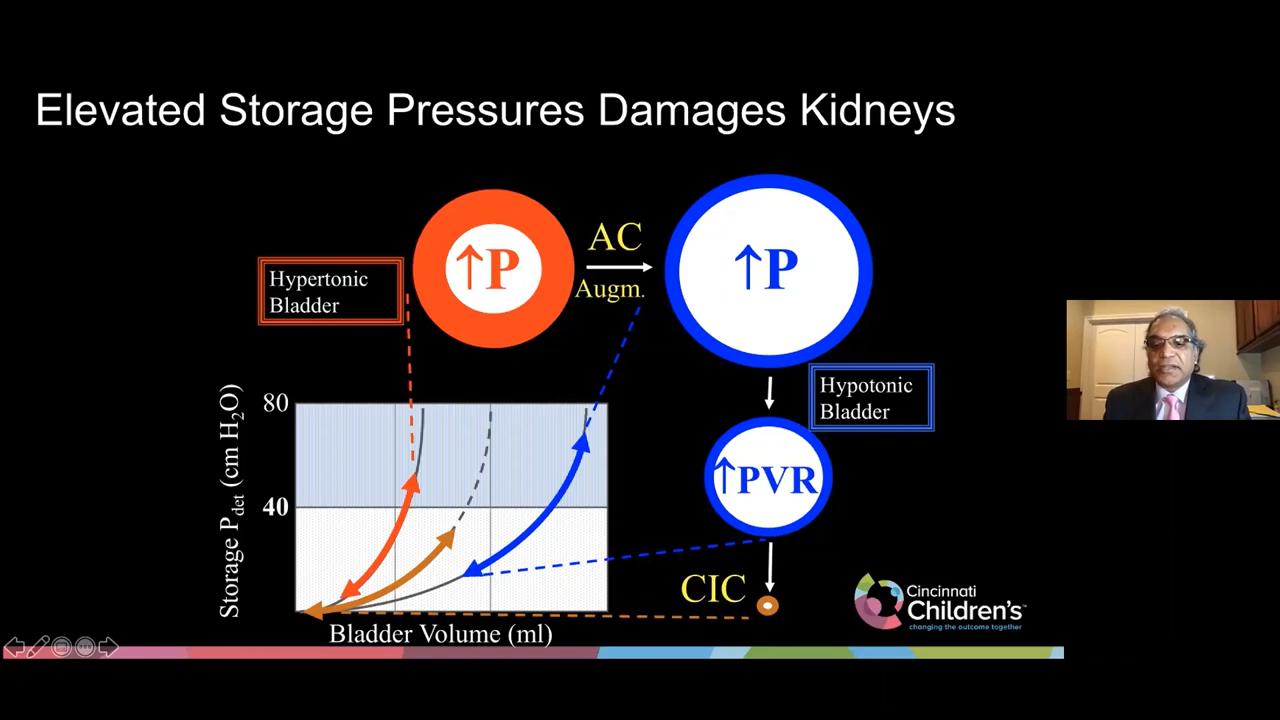 Elevated Storage Pressures Damages Kidneys
↑P
AC
Augm.
↑P
Hypertonic
Bladder
Hypotonic
Bladder
↑PVR
CIC
80
40
Storage Pdet (cm H2O)
Bladder Volume (ml)
Cincinnati
Children's™
changing the outcome together